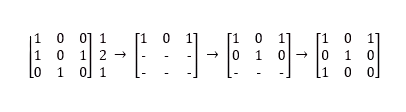 1 0 0 1 → 1 0 1 → 1 0 1 → 1 0 1
1 0 1 2 - - - 0 1 0 0 1 0
0 1 0 1 - - - - - - 1 0 0